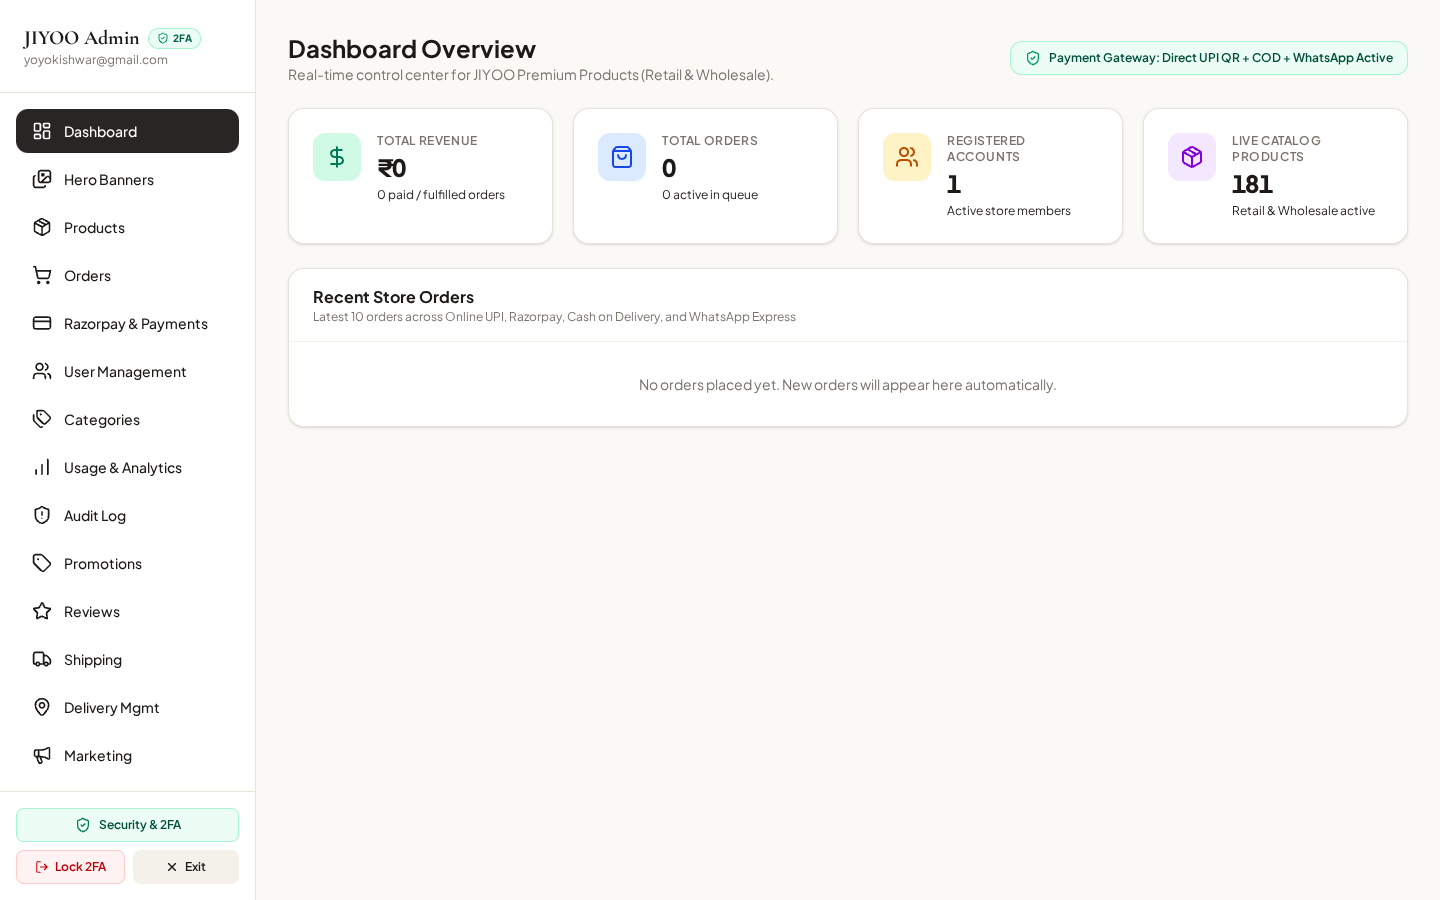 JIYOO Admin
2FA
yoyokishwar@gmail.com
Dashboard
Hero Banners
Products
Orders
Razorpay & Payments
User Management
Categories
Usage & Analytics
Audit Log
Promotions
Reviews
Shipping
Delivery Mgmt
Marketing
Security & 2FA
Lock 2FA
Exit
Dashboard Overview
Real-time control center for JIYOO Premium Products (Retail & Wholesale).
Payment Gateway: Direct UPI QR + COD + WhatsApp Active
TOTAL REVENUE
₹0
0 paid / fulfilled orders
TOTAL ORDERS
0
0 active in queue
REGISTERED
ACCOUNTS
1
Active store members
LIVE CATALOG
PRODUCTS
181
Retail & Wholesale active
Recent Store Orders
Latest 10 orders across Online UPI, Razorpay, Cash on Delivery, and WhatsApp Express
No orders placed yet. New orders will appear here automatically.